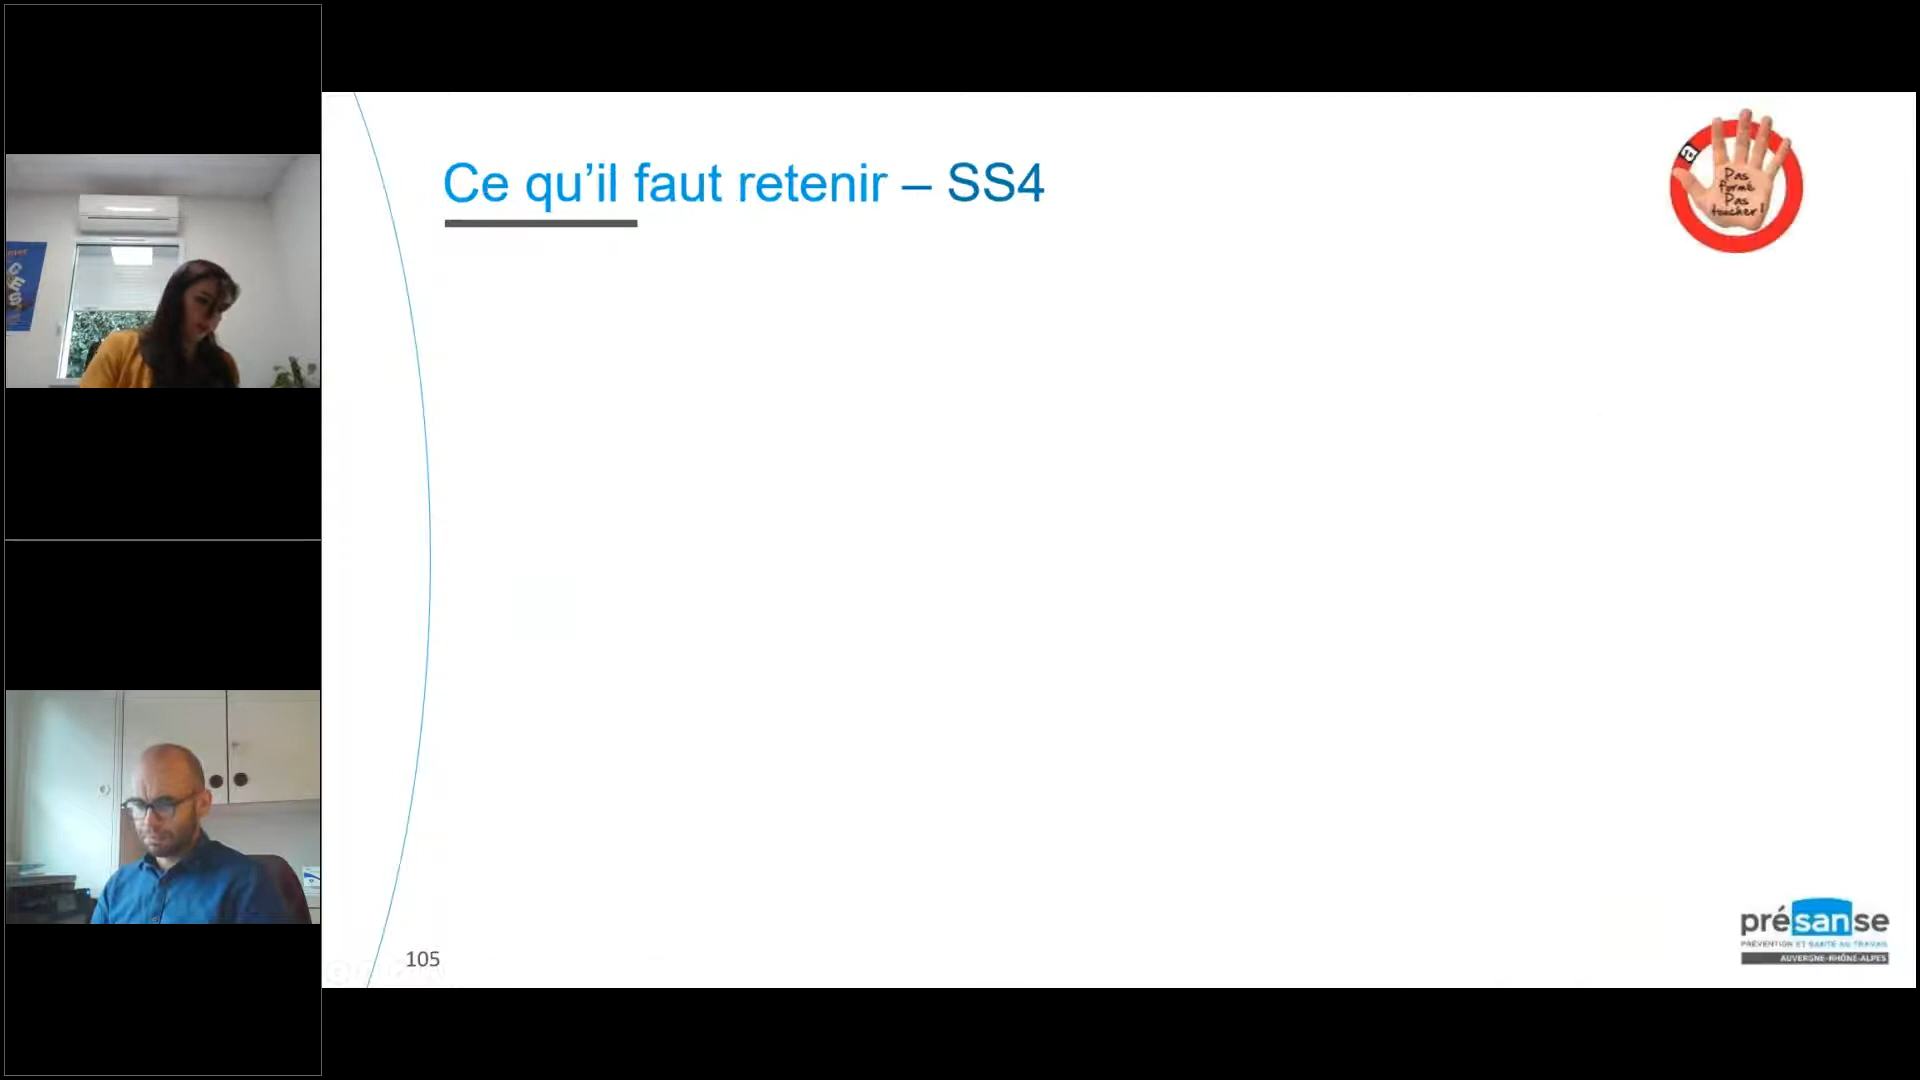 Ce qu’il faut retenir – SS4
a
Pas
formé
Pas
toucher !
105
présanse
PRÉVENTION ET SANTÉ AU TRAVAIL
AUVERGNE-RHÔNE-ALPES